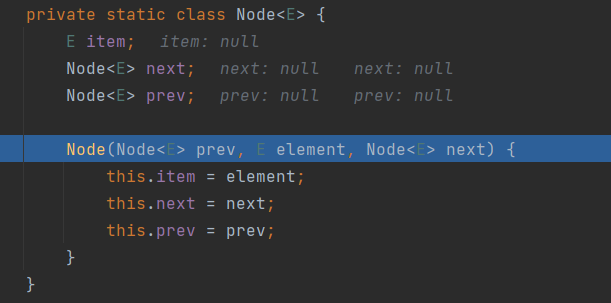 private static class Node<E> {
E item; item: null
Node<E> next; next: null next: null
Node<E> prev; prev: null prev: null
Node(Node<E> prev, E element, Node<E> next) {
this.item = element;
this.next = next;
this.prev = prev;
}
}